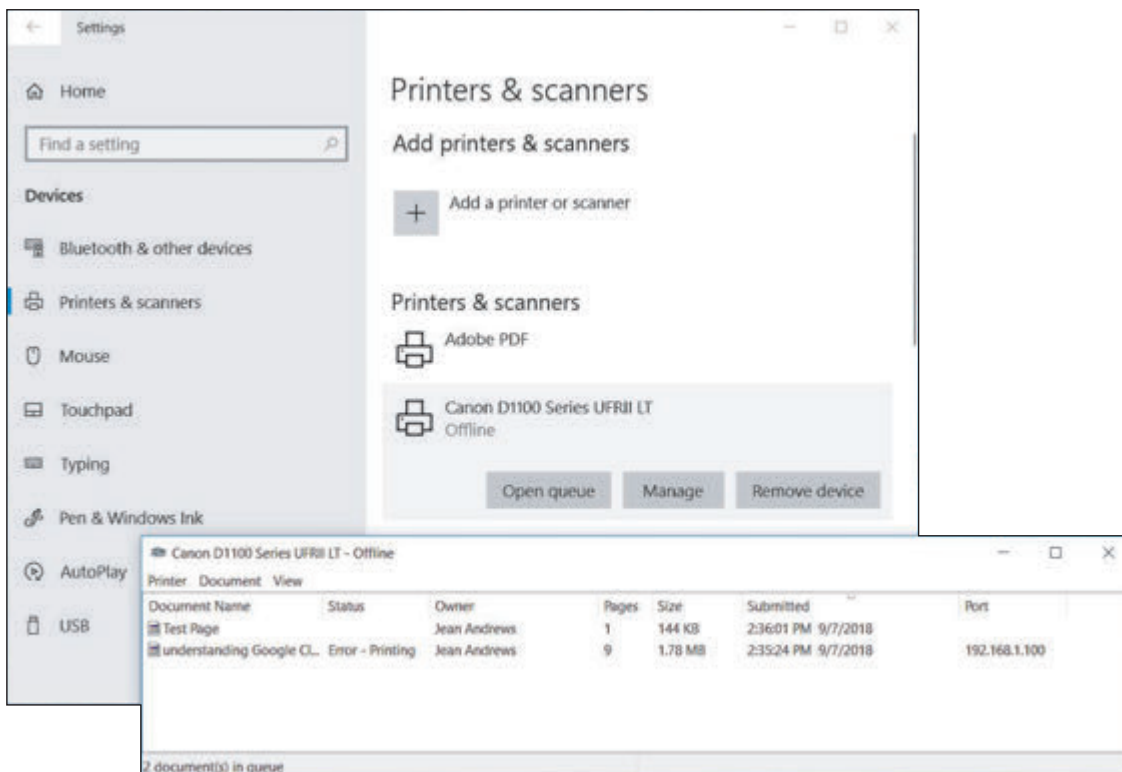 Settings
Home
Find a setting
Devices
Bluetooth & other devices
Printers & scanners
Mouse
Touchpad
Typing
Pen & Windows Ink
AutoPlay
USB
Printers & scanners
Add printers & scanners
Add a printer or scanner
Printers & scanners
Adobe PDF
Canon D1100 Series UFRII LT
Offline
Open queue Manage Remove device
Canon D1100 Series UFRII LT - Offline
Printer Document View
Document Name Status Owner Pages Size Submitted Port
Test Page Jean Andrews 1 144 KB 2:36:01 PM 9/7/2018
understanding Google Cl... Error - Printing Jean Andrews 9 1.78 MB 2:35:24 PM 9/7/2018 192.168.1.100
2 document(s) in queue